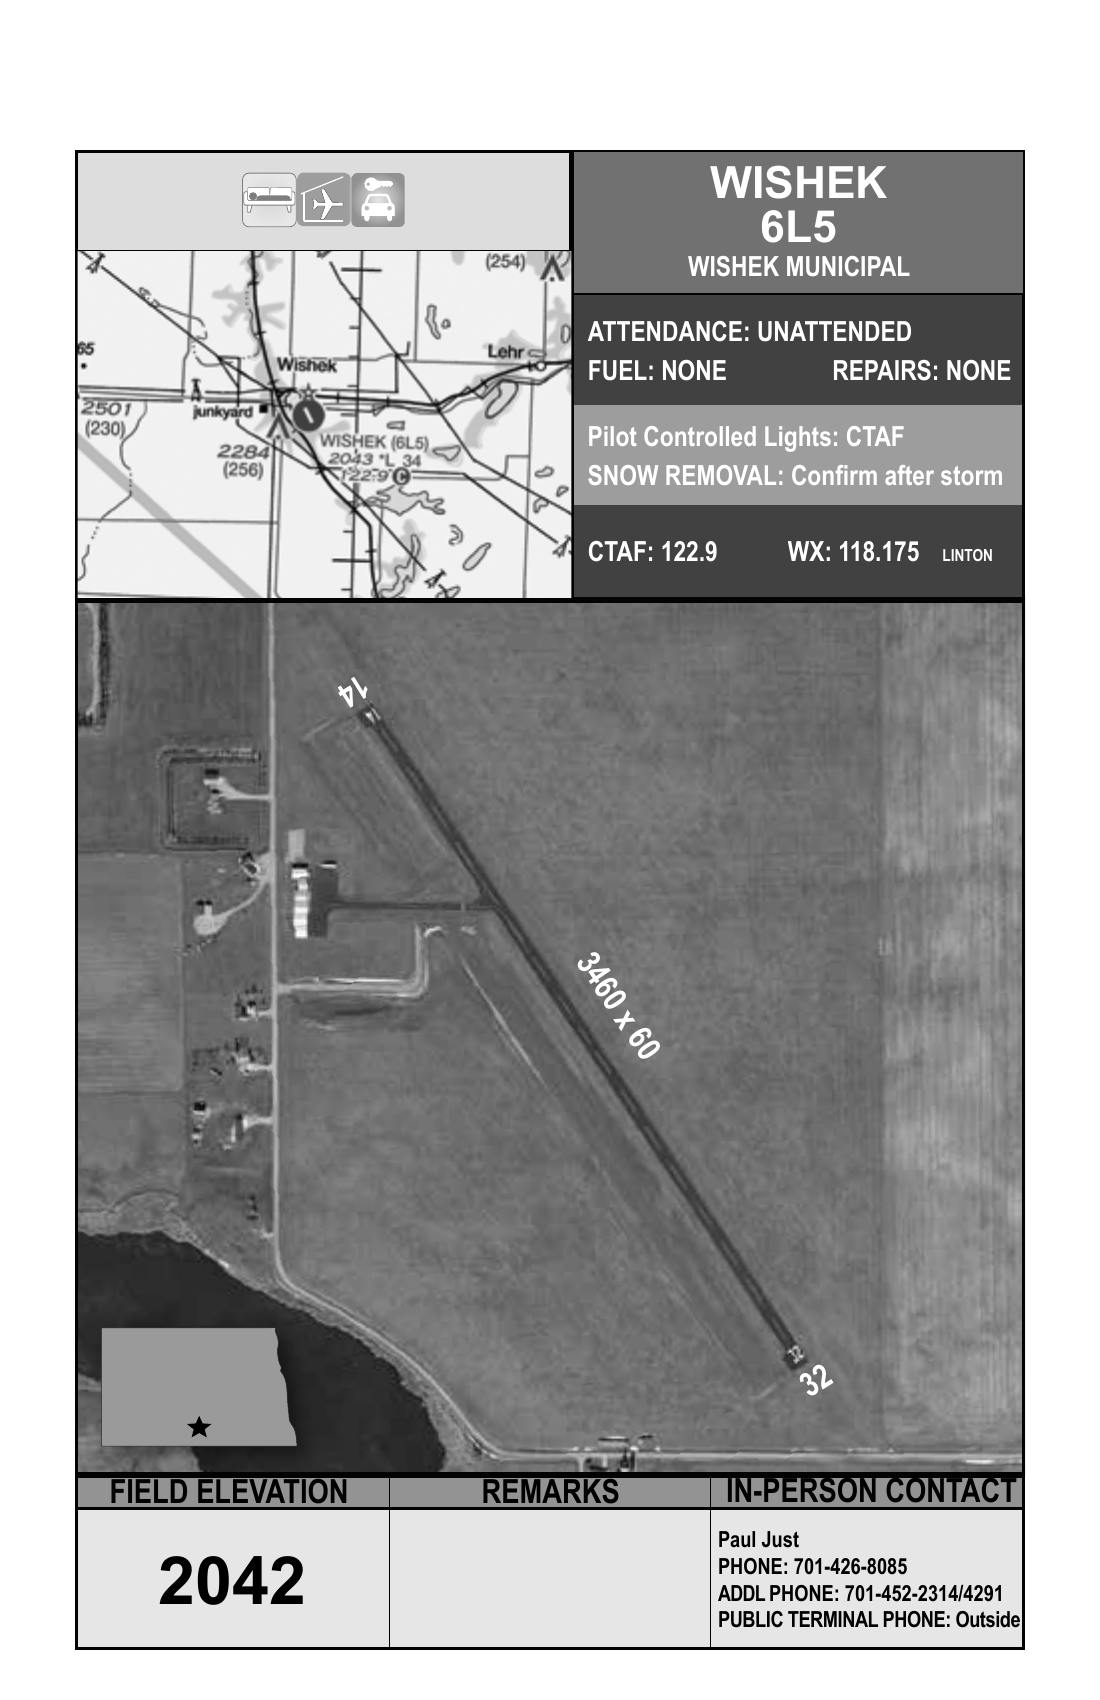 WISHEK
6L5
WISHEK MUNICIPAL
ATTENDANCE: UNATTENDED
FUEL: NONE REPAIRS: NONE
Pilot Controlled Lights: CTAF
SNOW REMOVAL: Confirm after storm
CTAF: 122.9 WX: 118.175 LINTON
(254)
65
Wishek
Lehr
2501
(230)
junkyard
2284
(256)
WISHEK (6L5)
2043 *L 34
122.9 C
14
3460 x 60
32
FIELD ELEVATION
2042
REMARKS
IN-PERSON CONTACT
Paul Just
PHONE: 701-426-8085
ADDL PHONE: 701-452-2314/4291
PUBLIC TERMINAL PHONE: Outside